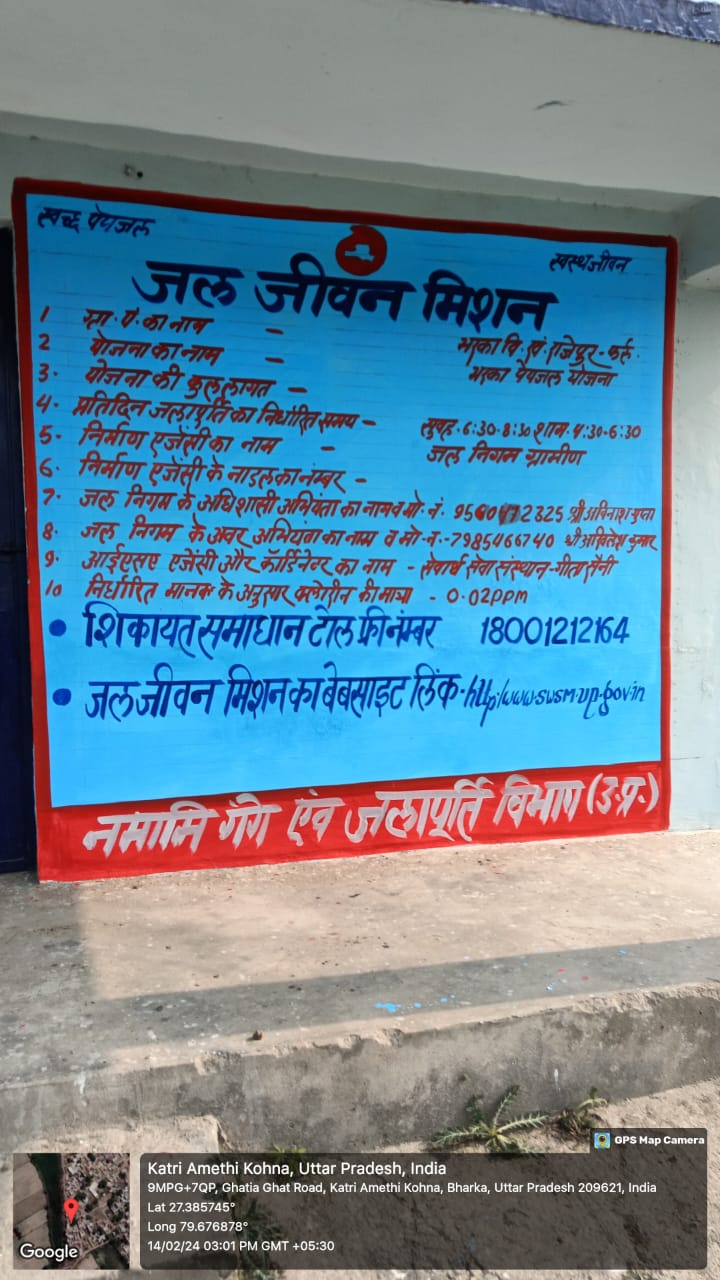 स्वच्छ पेयजल
स्वस्थ जीवन
जल जीवन मिशन
1 ग्रा. पं. का नाम - भरका वि. खं. राजेपुर - फर्रु.
2 योजना का नाम - भरका पेयजल योजना
3. योजना की कुल लागत -
4. प्रतिदिन जलापूर्ति का निर्धारित समय - सुबह. 6:30-8:30 शाम. 4:30-6:30
5. निर्माण एजेंसी का नाम - जल निगम ग्रामीण
6. निर्माण एजेंसी के नोडल का नंम्बर -
7. जल निगम के अधिशासी अभियंता का नाम व मो. नं. श्री अविनाश गुप्ता
8. जल निगम के अवर अभियंता का नाम व मो. न. - 7985466740 श्री अखिलेश कुमार
9. आईएसए एजेंसी और कॉर्डिनेटर का नाम - सेवार्थ सेवा संस्थान - गीता सैनी
10 निर्धारित मानक के अनुसार क्लोरीन की मात्रा - 0.02ppm
• शिकायत समाधान टोल फ्री नंम्बर 18001212164
• जल जीवन मिशन का बेबसाइट लिंक - http:/www.swsm.up.gov.in
नमामि गंगे एंव जलापूर्ति विभाग (उ.प्र.)
GPS Map Camera
Katri Amethi Kohna, Uttar Pradesh, India
9MPG+7QP, Ghatia Ghat Road, Katri Amethi Kohna, Bharka, Uttar Pradesh 209621, India
Lat 27.385745°
Long 79.676878°
14/02/24 03:01 PM GMT +05:30
Google